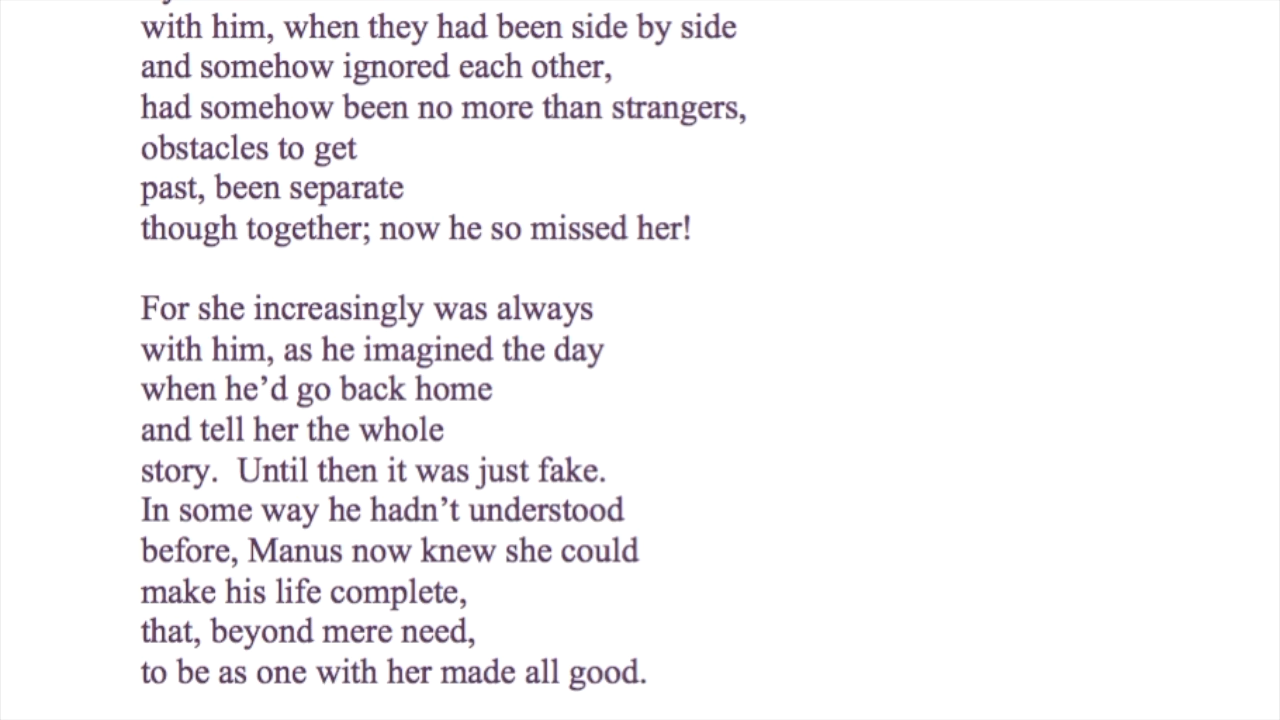 with him, when they had been side by side
and somehow ignored each other,
had somehow been no more than strangers,
obstacles to get
past, been separate
though together; now he so missed her!

For she increasingly was always
with him, as he imagined the day
when he’d go back home
and tell her the whole
story.  Until then it was just fake.
In some way he hadn’t understood
before, Manus now knew she could
make his life complete,
that, beyond mere need,
to be as one with her made all good.